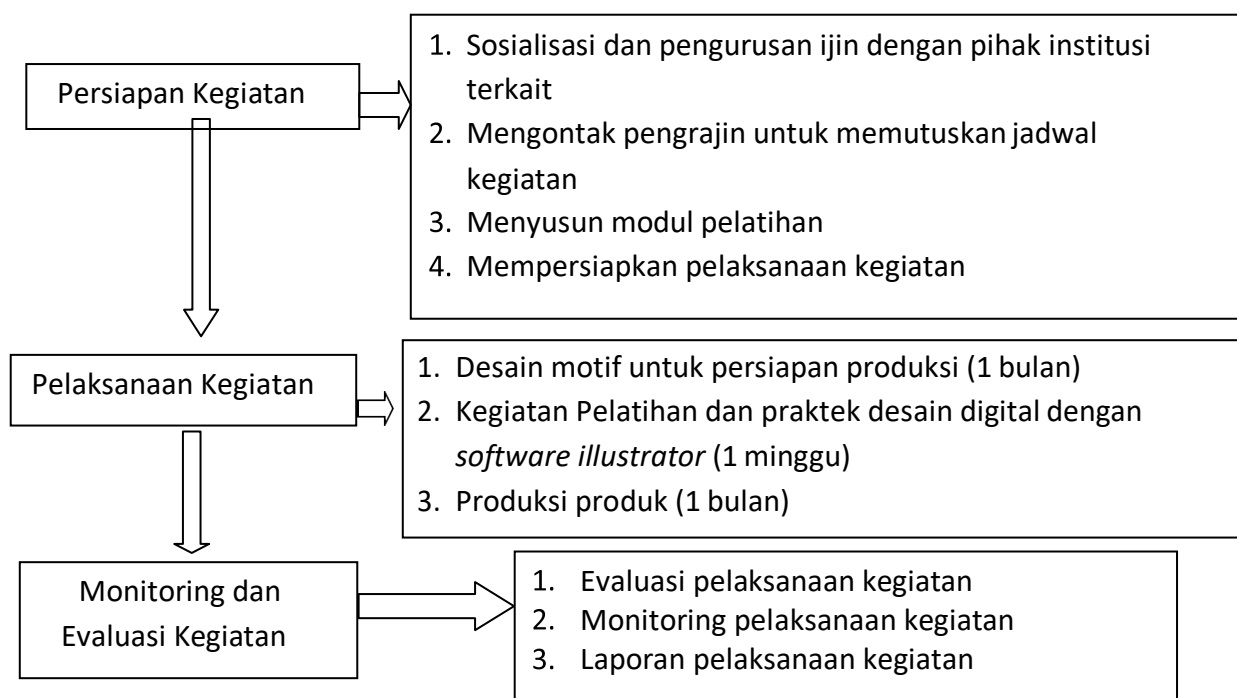 Persiapan Kegiatan
1. Sosialisasi dan pengurusan ijin dengan pihak institusi
terkait
2. Mengontak pengrajin untuk memutuskan jadwal
kegiatan
3. Menyusun modul pelatihan
4. Mempersiapkan pelaksanaan kegiatan
Pelaksanaan Kegiatan
1. Desain motif untuk persiapan produksi (1 bulan)
2. Kegiatan Pelatihan dan praktek desain digital dengan
software illustrator (1 minggu)
3. Produksi produk (1 bulan)
Monitoring dan
Evaluasi Kegiatan
1. Evaluasi pelaksanaan kegiatan
2. Monitoring pelaksanaan kegiatan
3. Laporan pelaksanaan kegiatan